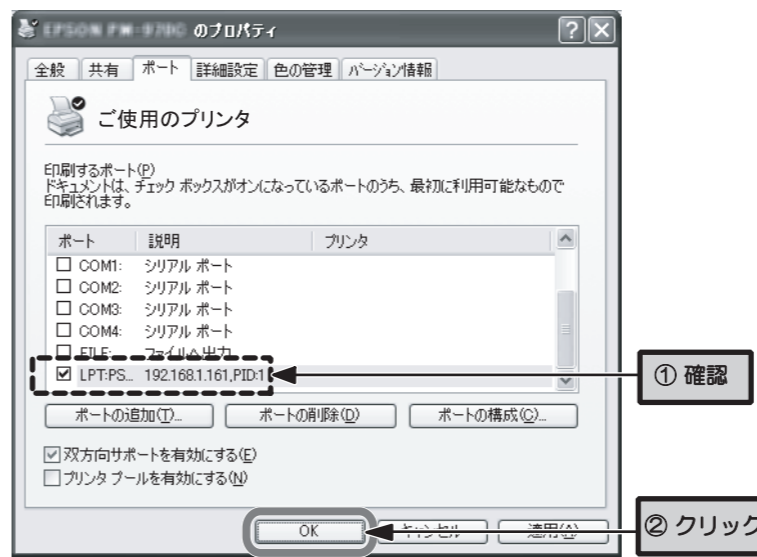 のプロパティ
全般 共有 ポート 詳細設定 色の管理 バージョン情報
ご使用のプリンタ
印刷するポート(P)
ドキュメントは、チェック ボックスがオンになっているポートのうち、最初に利用可能なもので
印刷されます。
ポート 説明 プリンタ
COM1: シリアル ポート
COM2: シリアル ポート
COM3: シリアル ポート
COM4: シリアル ポート
FILE: ファイルへ出力
LPT:PS... 192.168.1.161,PID:1
① 確認
ポートの追加(T)... ポートの削除(D) ポートの構成(C)...
双方向サポートを有効にする(E)
プリンタ プールを有効にする(N)
OK キャンセル 適用(A)
② クリック